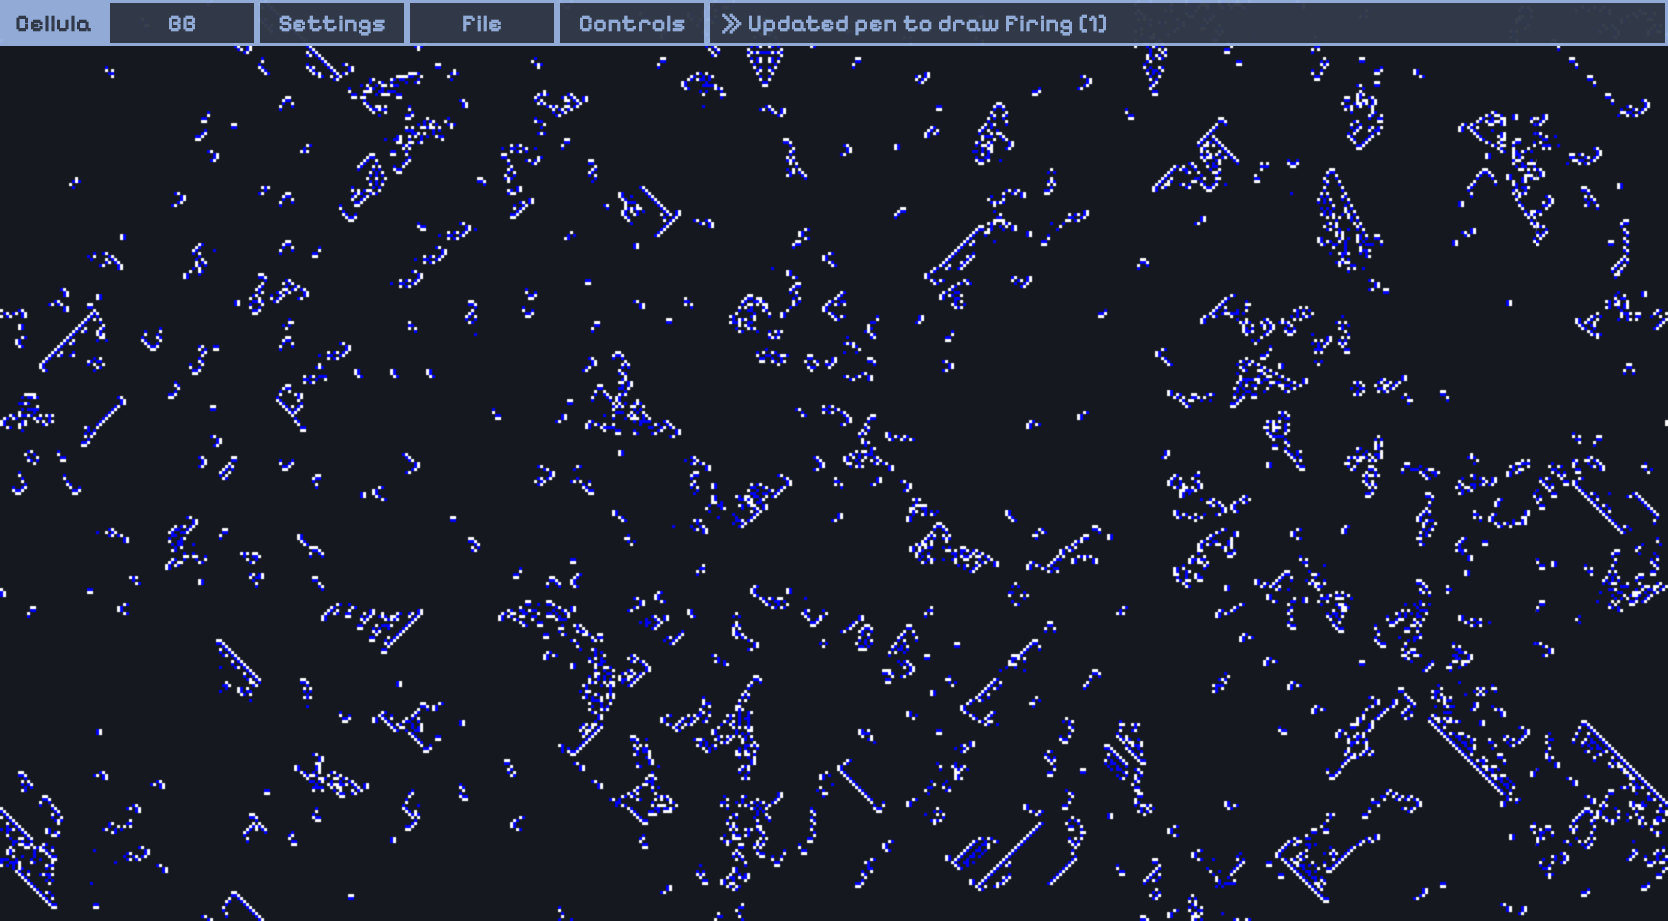 Cellula
BB
Settings
File
Controls
Updated pen to draw Firing (1)